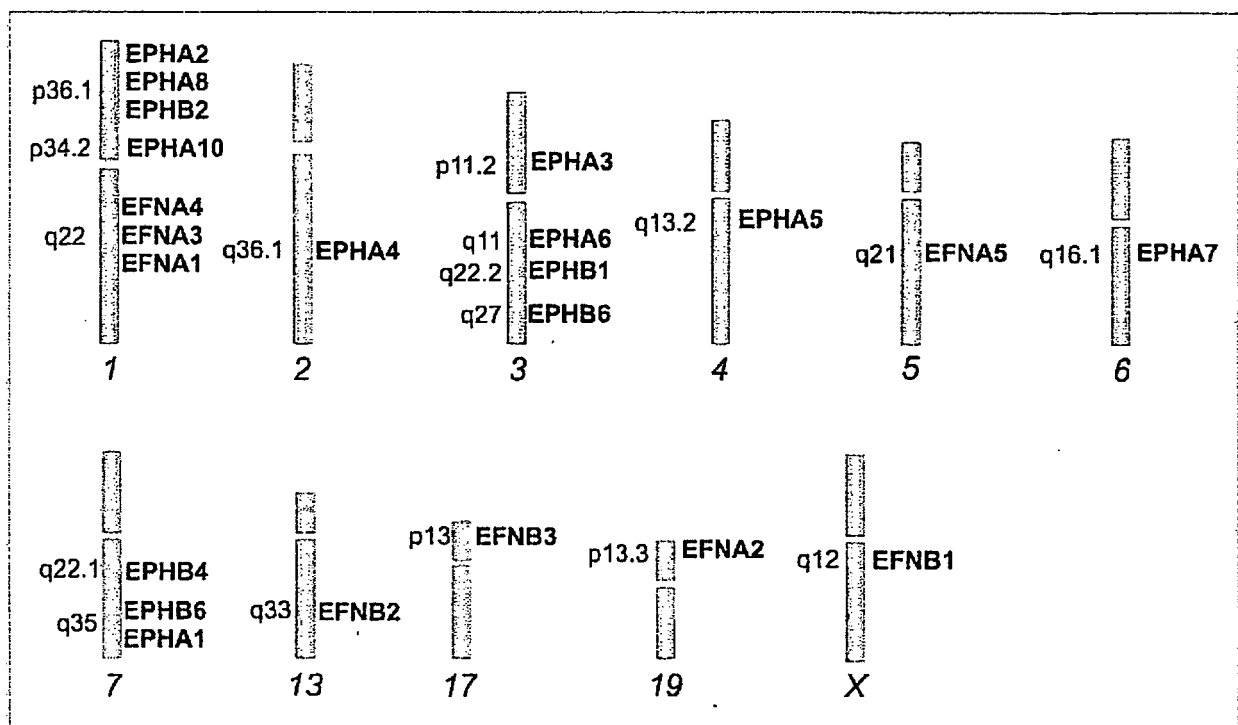 EPHA2
p36.1 EPHA8
EPHB2
p34.2 EPHA10
EFNA4
q22 EFNA3
EFNA1
1
q36.1 EPHA4
2
p11.2 EPHA3
q11 EPHA6
q22.2 EPHB1
q27 EPHB6
3
q13.2 EPHA5
4
q21 EFNA5
5
q16.1 EPHA7
6
q22.1 EPHB4
EPHB6
q35 EPHA1
7
q33 EFNB2
13
p13 EFNB3
17
p13.3 EFNA2
19
q12 EFNB1
X